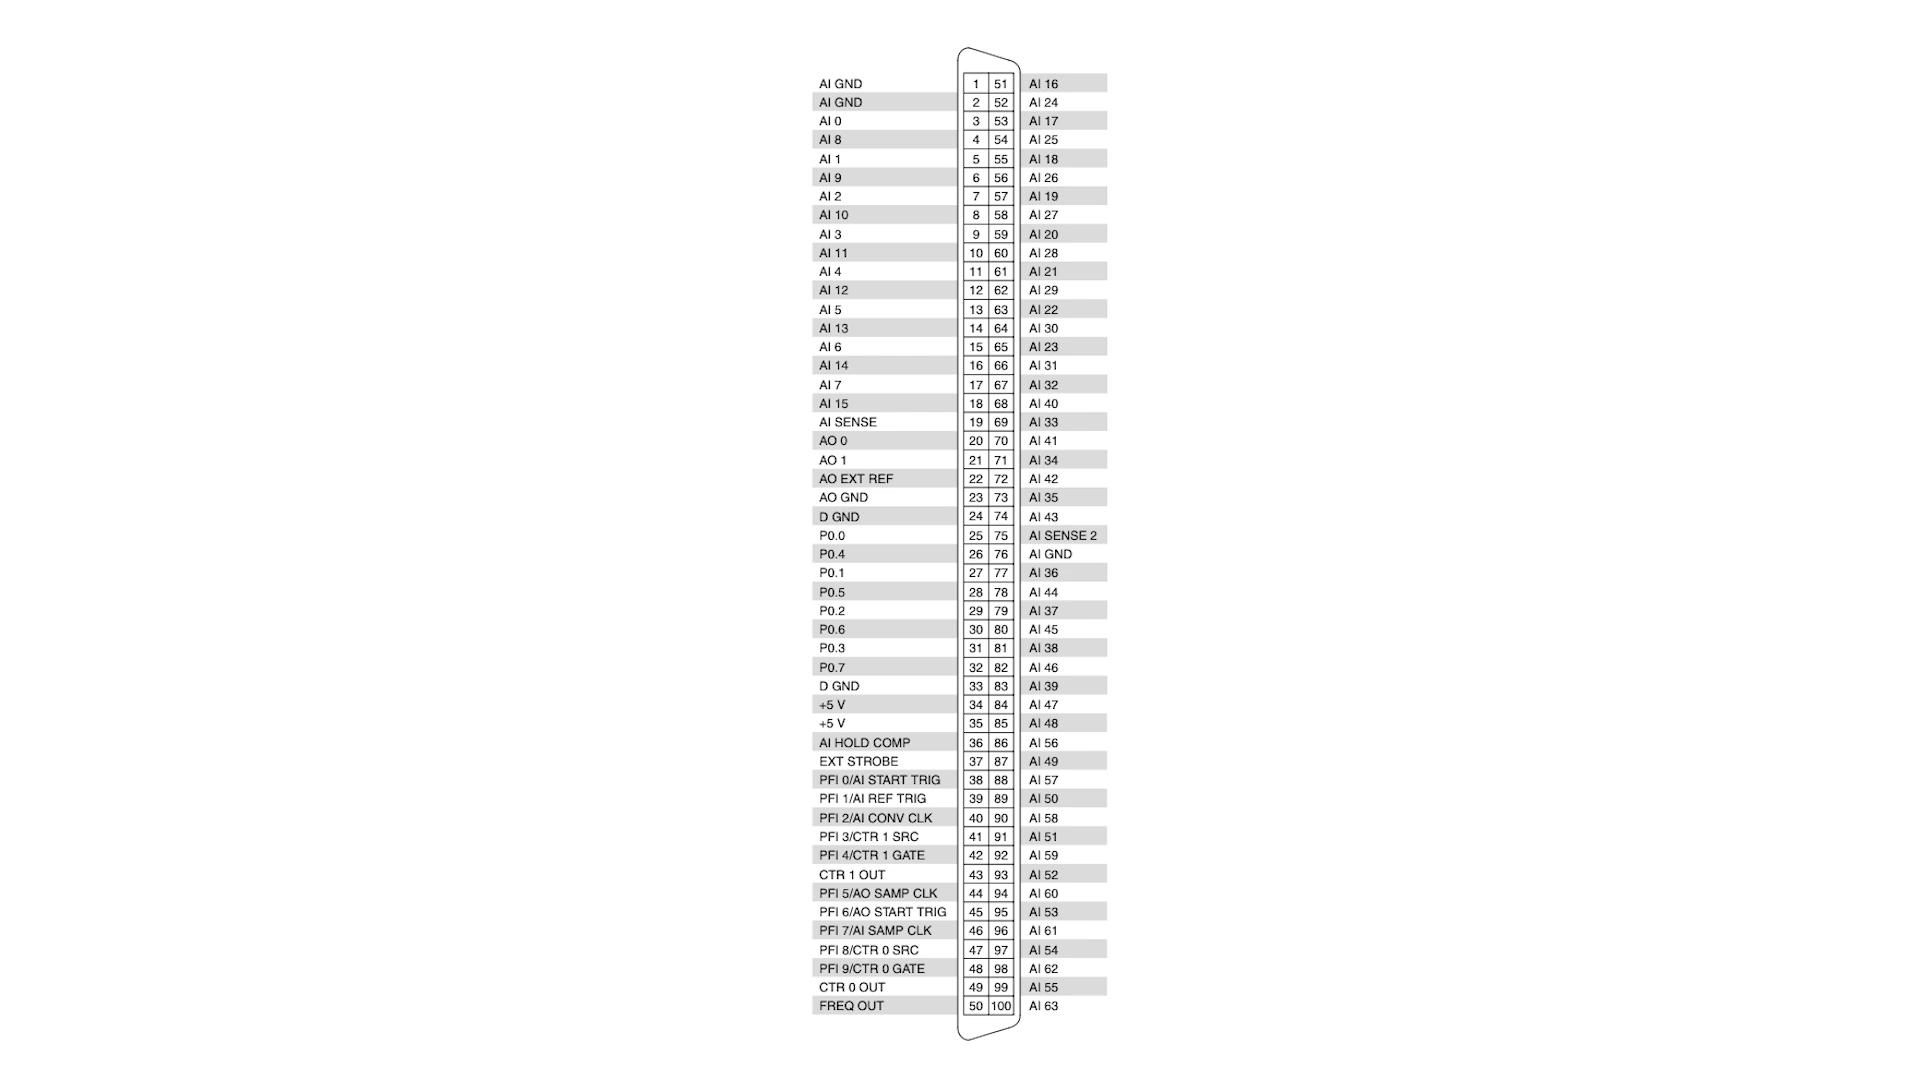 AI GND 1 51 AI 16
AI GND 2 52 AI 24
AI 0 3 53 AI 17
AI 8 4 54 AI 25
AI 1 5 55 AI 18
AI 9 6 56 AI 26
AI 2 7 57 AI 19
AI 10 8 58 AI 27
AI 3 9 59 AI 20
AI 11 10 60 AI 28
AI 4 11 61 AI 21
AI 12 12 62 AI 29
AI 5 13 63 AI 22
AI 13 14 64 AI 30
AI 6 15 65 AI 23
AI 14 16 66 AI 31
AI 7 17 67 AI 32
AI 15 18 68 AI 40
AI SENSE 19 69 AI 33
AO 0 20 70 AI 41
AO 1 21 71 AI 34
AO EXT REF 22 72 AI 42
AO GND 23 73 AI 35
D GND 24 74 AI 43
P0.0 25 75 AI SENSE 2
P0.4 26 76 AI GND
P0.1 27 77 AI 36
P0.5 28 78 AI 44
P0.2 29 79 AI 37
P0.6 30 80 AI 45
P0.3 31 81 AI 38
P0.7 32 82 AI 46
D GND 33 83 AI 39
+5 V 34 84 AI 47
+5 V 35 85 AI 48
AI HOLD COMP 36 86 AI 56
EXT STROBE 37 87 AI 49
PFI 0/AI START TRIG 38 88 AI 57
PFI 1/AI REF TRIG 39 89 AI 50
PFI 2/AI CONV CLK 40 90 AI 58
PFI 3/CTR 1 SRC 41 91 AI 51
PFI 4/CTR 1 GATE 42 92 AI 59
CTR 1 OUT 43 93 AI 52
PFI 5/AO SAMP CLK 44 94 AI 60
PFI 6/AO START TRIG 45 95 AI 53
PFI 7/AI SAMP CLK 46 96 AI 61
PFI 8/CTR 0 SRC 47 97 AI 54
PFI 9/CTR 0 GATE 48 98 AI 62
CTR 0 OUT 49 99 AI 55
FREQ OUT 50 100 AI 63